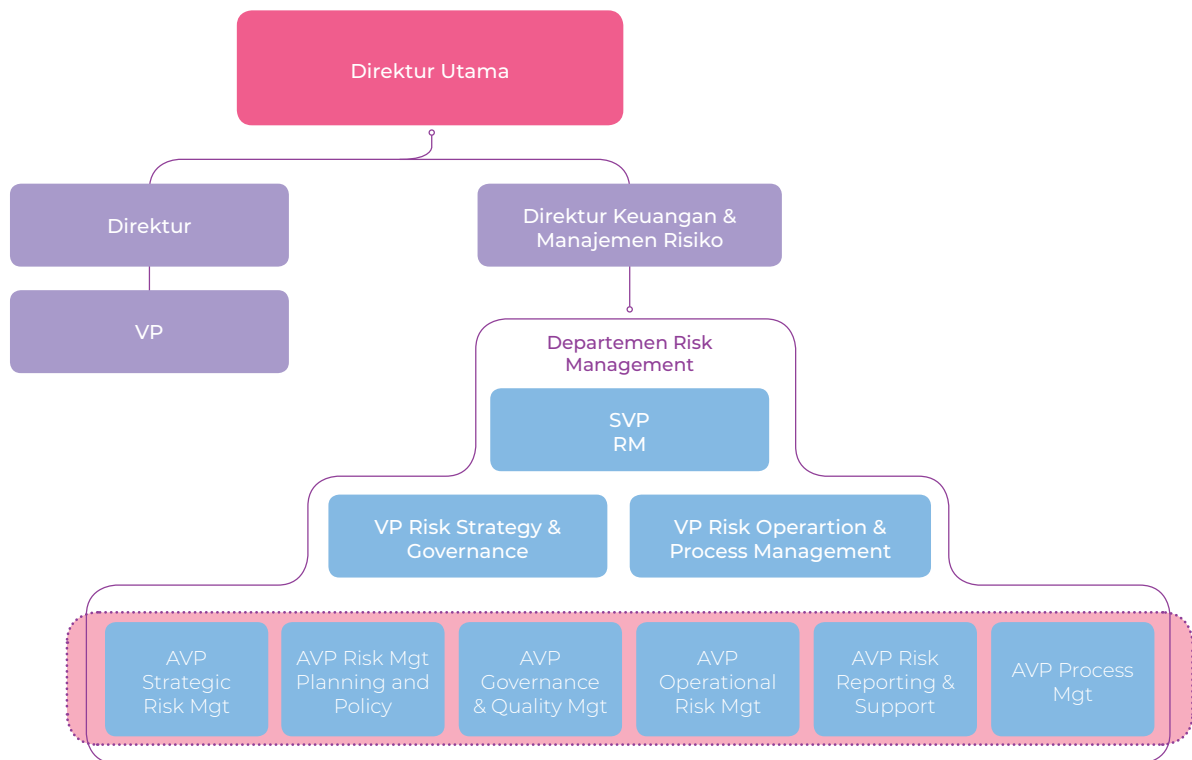 Direktur Utama
Direktur
Direktur Keuangan &
Manajemen Risiko
VP
Departemen Risk
Management
SVP
RM
VP Risk Strategy &
Governance
VP Risk Operartion &
Process Management
AVP
Strategic
Risk Mgt
AVP Risk Mgt
Planning and
Policy
AVP
Governance
& Quality Mgt
AVP
Operational
Risk Mgt
AVP Risk
Reporting &
Support
AVP Process
Mgt